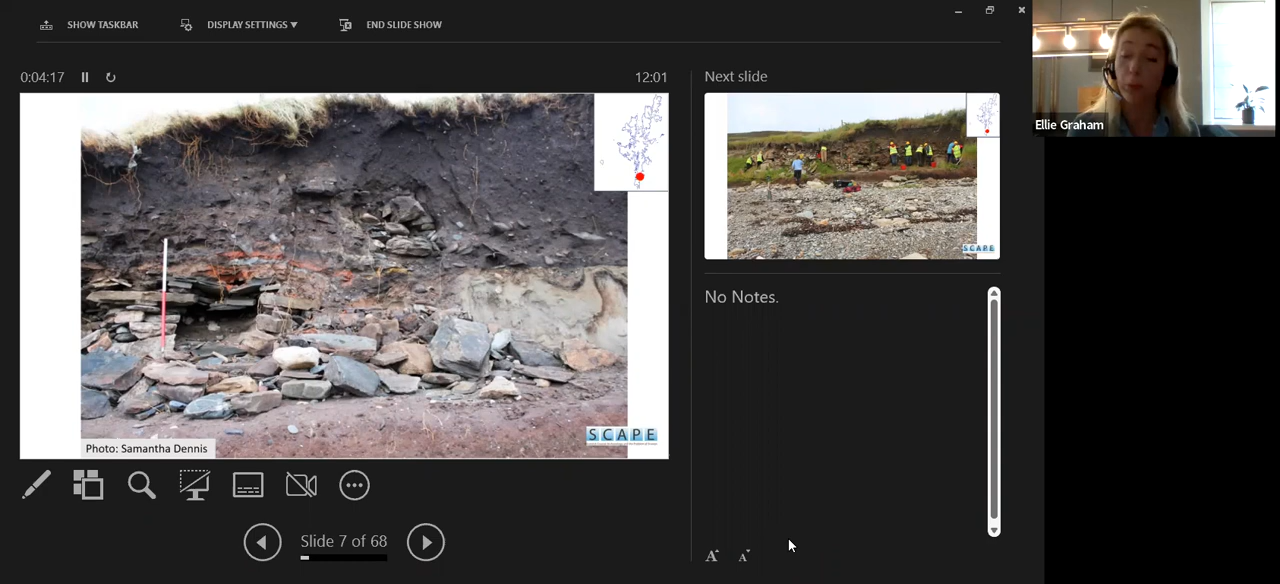 SHOW TASKBAR
DISPLAY SETTINGS ▼
END SLIDE SHOW
0:04:17
12:01
Next slide
Ellie Graham
SCAPE
No Notes.
SCAPE
Photo: Samantha Dennis
Slide 7 of 68
A A